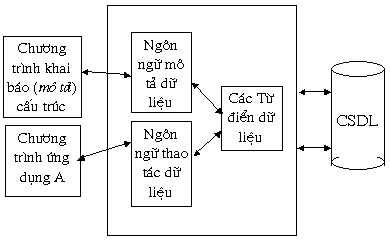 Chương
trình khai
báo (mô tả)
cấu trúc
Chương
trình ứng
dụng A
Ngôn
ngữ mô
tả dữ
liệu
Ngôn
ngữ thao
tác dữ
liệu
Các Từ
điển dữ
liệu
CSDL